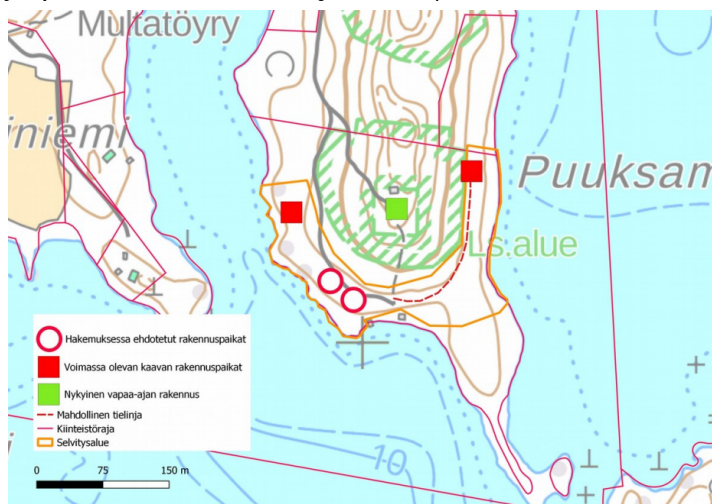 Multatöyry
iniemi
Puuksam
Ls.alue
Hakemuksessa ehdotetut rakennuspaikat
Voimassa olevan kaavan rakennuspaikat
Nykyinen vapaa-ajan rakennus
Mahdollinen tielinja
Kiinteistöraja
Selvitysalue
0 75 150 m
10